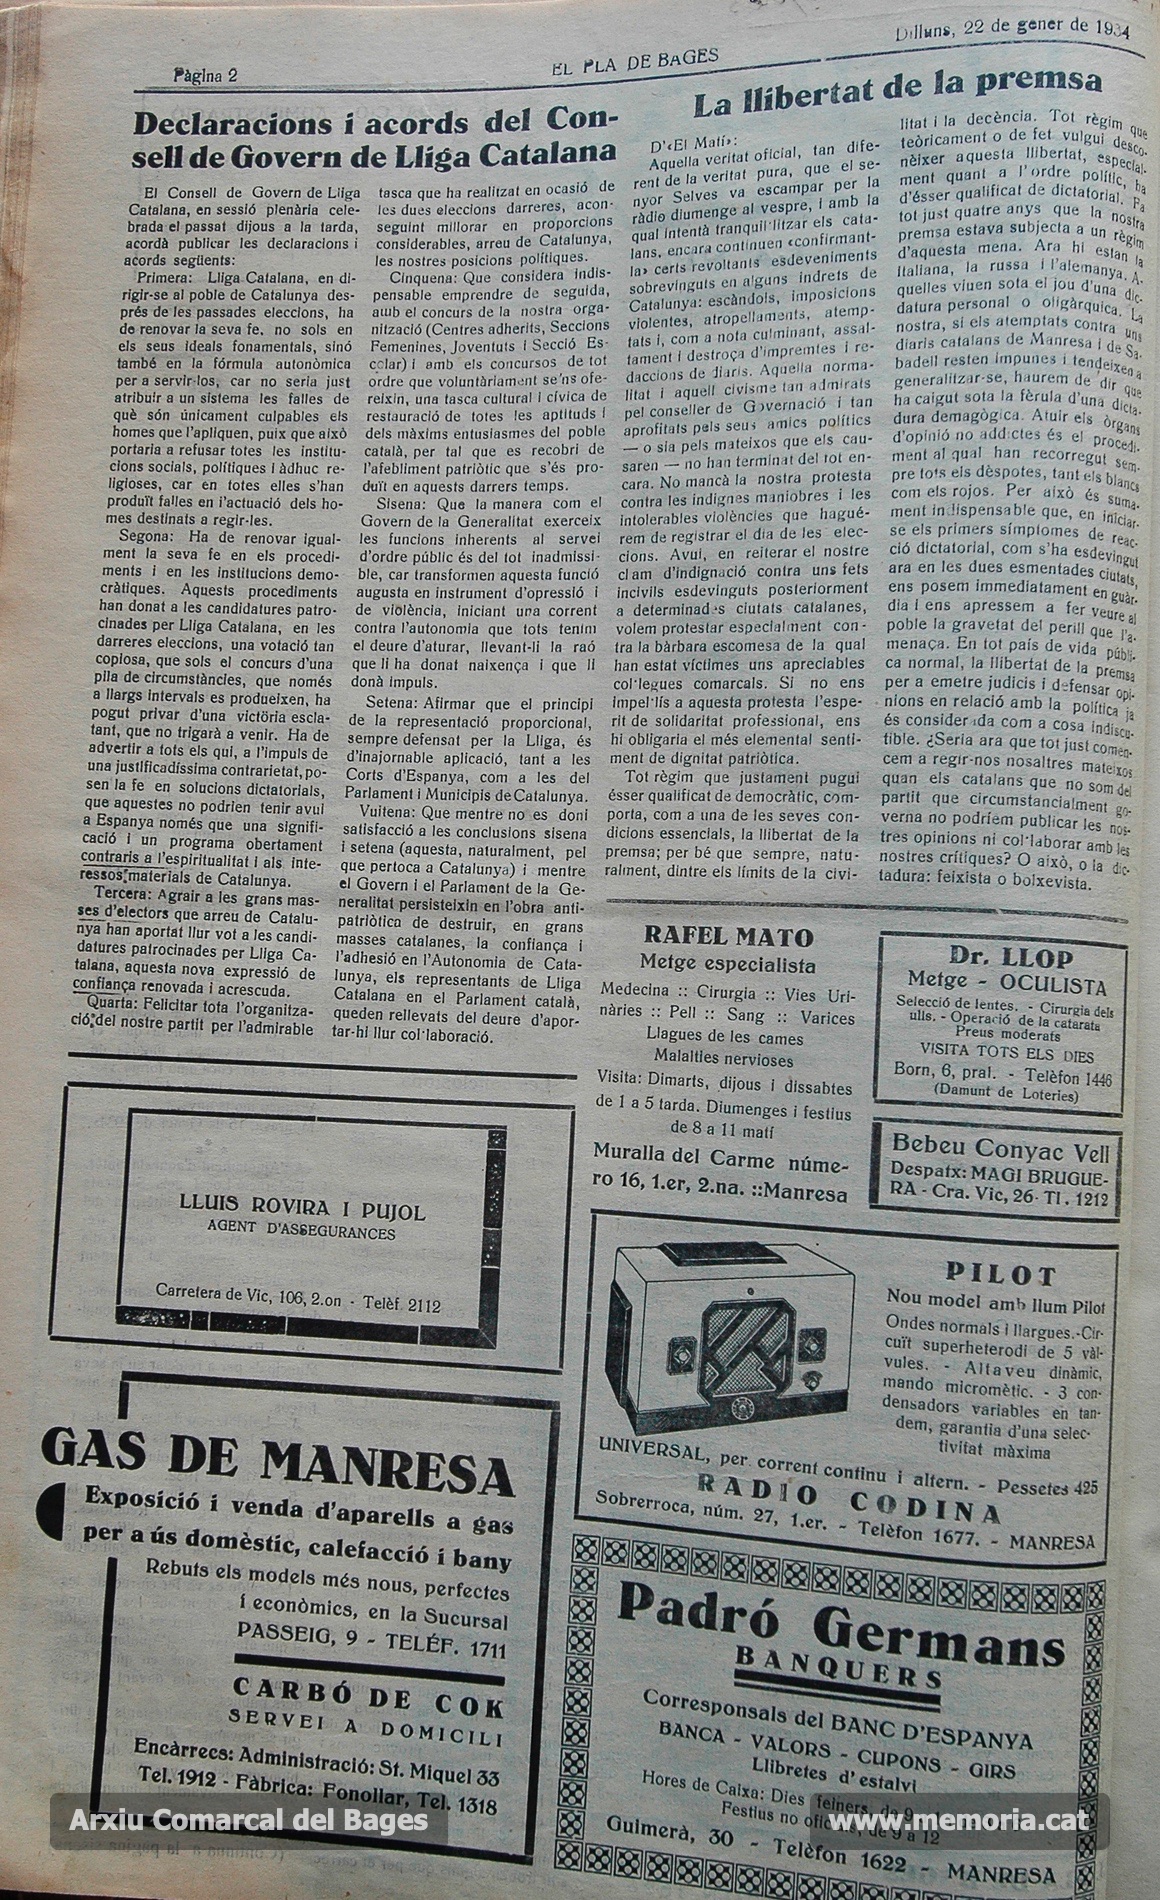 Pàgina 2
EL PLA DE BAGES
Dilluns, 22 de gener de 1934
Declaracions i acords del Con-
sell de Govern de Lliga Catalana
El Consell de Govern de Lliga
Catalana, en sessió plenària cele-
brada el passat dijous a la tarda,
acordà publicar les declaracions i
acords següents:
Primera: Lliga Catalana, en di-
rigir-se al poble de Catalunya des-
prés de les passades eleccions, ha
de renovar la seva fe, no sols en
els seus ideals fonamentals, sinó
també en la fórmula autonòmica
per a servir-los, car no seria just
atribuir a un sistema les falles de
què són únicament culpables els
homes que l'apliquen, puix que això
portaria a refusar totes les institu-
cions socials, polítiques i àdhuc re-
ligioses, car en totes elles s'han
produït falles en i'actuació dels ho-
mes destinats a regir-les.
Segona: Ha de renovar igual-
ment la seva fe en els procedi-
ments i en les institucions demo-
cràtiques. Aquests procediments
han donat a les candidatures patro-
cinades per Lliga Catalana, en les
darreres eleccions, una votació tan
copiosa, que sols el concurs d'una
pila de circumstàncies, que només
a llargs intervals es produeixen, ha
pogut privar d'una victòria escla-
tant, que no trigarà a venir. Ha de
advertir a tots els qui, a l'impuls de
una justificadíssima contrarietat, po-
sen la fe en solucions dictatorials,
que aquestes no podrien tenir avui
a Espanya només que una signifi-
cació i un programa obertament
contraris a l'espiritualitat i als inte-
ressos materials de Catalunya.
Tercera: Agrair a les grans mas-
ses d'electors que arreu de Catalu-
nya han aportat llur vot a les candi-
datures patrocinades per Lliga Ca-
talana, aquesta nova expressió de
confiança renovada i acrescuda.
Quarta: Felicitar tota l'organitza-
ció del nostre partit per l'admirable
tasca que ha realitzat en ocasió de
les dues eleccions darreres, acon-
seguint millorar en proporcions
considerables, arreu de Catalunya,
les nostres posicions polítiques.
Cinquena: Que considera indis-
pensable emprendre de seguida,
amb el concurs de la nostra orga-
nització (Centres adherits, Seccions
Femenines, Joventuts i Secció Es-
colar) i amb els concursos de tot
ordre que voluntàriament se'ns ofe-
reixin, una tasca cultural i cívica de
restauració de totes les aptituds i
dels màxims entusiasmes del poble
català, per tal que es recobri de
l'afebliment patriòtic que s'és pro-
duït en aquests darrers temps.
Sisena: Que la manera com el
Govern de la Generalitat exerceix
les funcions inherents al servei
d'ordre públic és del tot inadmissi-
ble, car transformen aquesta funció
augusta en instrument d'opressió i
de violència, iniciant una corrent
contra l'autonomia que tots tenim
el deure d'aturar, llevant-li la raó
que li ha donat naixença i que li
donà impuls.
Setena: Afirmar que el principi
de la representació proporcional,
sempre defensat per la Lliga, és
d'inajornable aplicació, tant a les
Corts d'Espanya, com a les del
Parlament i Municipis de Catalunya.
Vuitena: Que mentre no es doni
satisfacció a les conclusions sisena
i setena (aquesta, naturalment, pel
que pertoca a Catalunya) i mentre
el Govern i el Parlament de la Ge-
neralitat persisteixin en l'obra anti-
patriòtica de destruir, en grans
masses catalanes, la confiança i
l'adhesió en l'Autonomia de Cata-
lunya, els representants de Lliga
Catalana en el Parlament català,
queden rellevats del deure d'apor-
tar-hi llur col·laboració.
La llibertat de la premsa
D'«El Matí»:
Aquella veritat oficial, tan dife-
rent de la veritat pura, que el se-
nyor Selves va escampar per la
ràdio diumenge al vespre, i amb la
qual intentà tranquil·litzar els cata-
lans, encara continuen «confirmant-
la» certs revoltants esdeveniments
sobrevinguts en alguns indrets de
Catalunya: escàndols, imposicions
violentes, atropellaments, atemp-
tats i, com a nota culminant, assal-
tament i destroça d'impremtes i re-
daccions de diaris. Aquella norma-
litat i aquell civisme tan admirats
pel conseller de Governació i tan
aprofitats pels seus amics polítics
— o sia pels mateixos que els cau-
saren — no han terminat del tot en-
cara. No mancà la nostra protesta
contra les indignes maniobres i les
intolerables violències que hagué-
rem de registrar el dia de les elec-
cions. Avui, en reiterar el nostre
clam d'indignació contra uns fets
incivils esdevinguts posteriorment
a determinades ciutats catalanes,
volem protestar especialment con-
tra la bàrbara escomesa de la qual
han estat víctimes uns apreciables
col·legues comarcals. Si no ens
impel·lís a aquesta protesta l'espe-
rit de solidaritat professional, ens
hi obligaria el més elemental senti-
ment de dignitat patriòtica.
Tot règim que justament pugui
ésser qualificat de democràtic, com-
porta, com a una de les seves con-
dicions essencials, la llibertat de la
premsa; per bé que sempre, natu-
ralment, dintre els límits de la civi-
litat i la decència. Tot règim que
teòricament o de fet vulgui desco-
nèixer aquesta llibertat, especial-
ment quant a l'ordre polític, ha
d'ésser qualificat de dictatorial. Fa
tot just quatre anys que la nostra
premsa estava subjecta a un règim
d'aquesta mena. Ara hi estan la
italiana, la russa i l'alemanya. A-
quelles viuen sota el jou d'una dic-
tadura personal o oligàrquica. La
nostra, si els atemptats contra uns
diaris catalans de Manresa i de Sa-
badell resten impunes i tendeixen a
generalitzar-se, haurem de dir que
ha caigut sota la fèrula d'una dicta-
dura demagògica. Atuir els òrgans
d'opinió no addictes és el procedi-
ment al qual han recorregut sem-
pre tots els dèspotes, tant els blancs
com els rojos. Per això és suma-
ment indispensable que, en iniciar-
se els primers símptomes de reac-
ció dictatorial, com s'ha esdevingut
ara en les dues esmentades ciutats,
ens posem immediatament en guàr-
dia i ens apressem a fer veure al
poble la gravetat del perill que l'a-
menaça. En tot país de vida públi-
ca normal, la llibertat de la premsa
per a emetre judicis i defensar opi-
nions en relació amb la política ja
és considerada com a cosa indiscu-
tible. ¿Seria ara que tot just comen-
cem a regir-nos nosaltres mateixos
quan els catalans que no som del
partit que circumstancialment go-
verna no podríem publicar les nos-
tres opinions ni col·laborar amb les
nostres crítiques? O això, o la dic-
tadura: feixista o bolxevista.
RAFEL MATO
Metge especialista
Medecina :: Cirurgia :: Vies Uri-
nàries :: Pell :: Sang :: Varices
Llagues de les cames
Malalties nervioses
Visita: Dimarts, dijous i dissabtes
de 1 a 5 tarda. Diumenges i festius
de 8 a 11 matí
Muralla del Carme núme-
ro 16, 1.er, 2.na. ::Manresa
Dr. LLOP
Metge - OCULISTA
Selecció de lentes. - Cirurgia dels
ulls. - Operació de la catarata
Preus moderats
VISITA TOTS ELS DIES
Born, 6, pral. - Telèfon 1446
(Damunt de Loteries)
Bebeu Conyac Vell
Despatx: MAGI BRUGUE-
RA - Cra. Vic, 26 - Tl. 1212
LLUIS ROVIRA I PUJOL
AGENT D'ASSEGURANCES
Carretera de Vic, 106, 2.on - Telèf. 2112
PILOT
Nou model amb llum Pilot
Ondes normals i llargues.-Cir-
cuït superheterodi de 5 vàl-
vules. - Altaveu dinàmic,
mando micromètic. - 3 con-
densadors variables en tan-
dem, garantia d'una selec-
tivitat màxima
UNIVERSAL, per corrent continu i altern. - Pessetes 425
RADIO CODINA
Sobrerroca, núm. 27, 1.er. - Telèfon 1677. - MANRESA
GAS DE MANRESA
Exposició i venda d'aparells a gas
per a ús domèstic, calefacció i bany
Rebuts els models més nous, perfectes
i econòmics, en la Sucursal
PASSEIG, 9 - TELÉF. 1711
CARBÓ DE COK
SERVEI A DOMICILI
Encàrrecs: Administració: St. Miquel 33
Tel. 1912 - Fàbrica: Fonollar, Tel. 1318
Padró Germans
BANQUERS
Corresponsals del BANC D'ESPANYA
BANCA - VALORS - CUPONS - GIRS
Llibretes d'estalvi
Hores de Caixa: Dies feiners, de 9
Festius no oficials, de 9 a 12
Guimerà, 30 - Telèfon 1622 - MANRESA
Arxiu Comarcal del Bages
www.memoria.cat